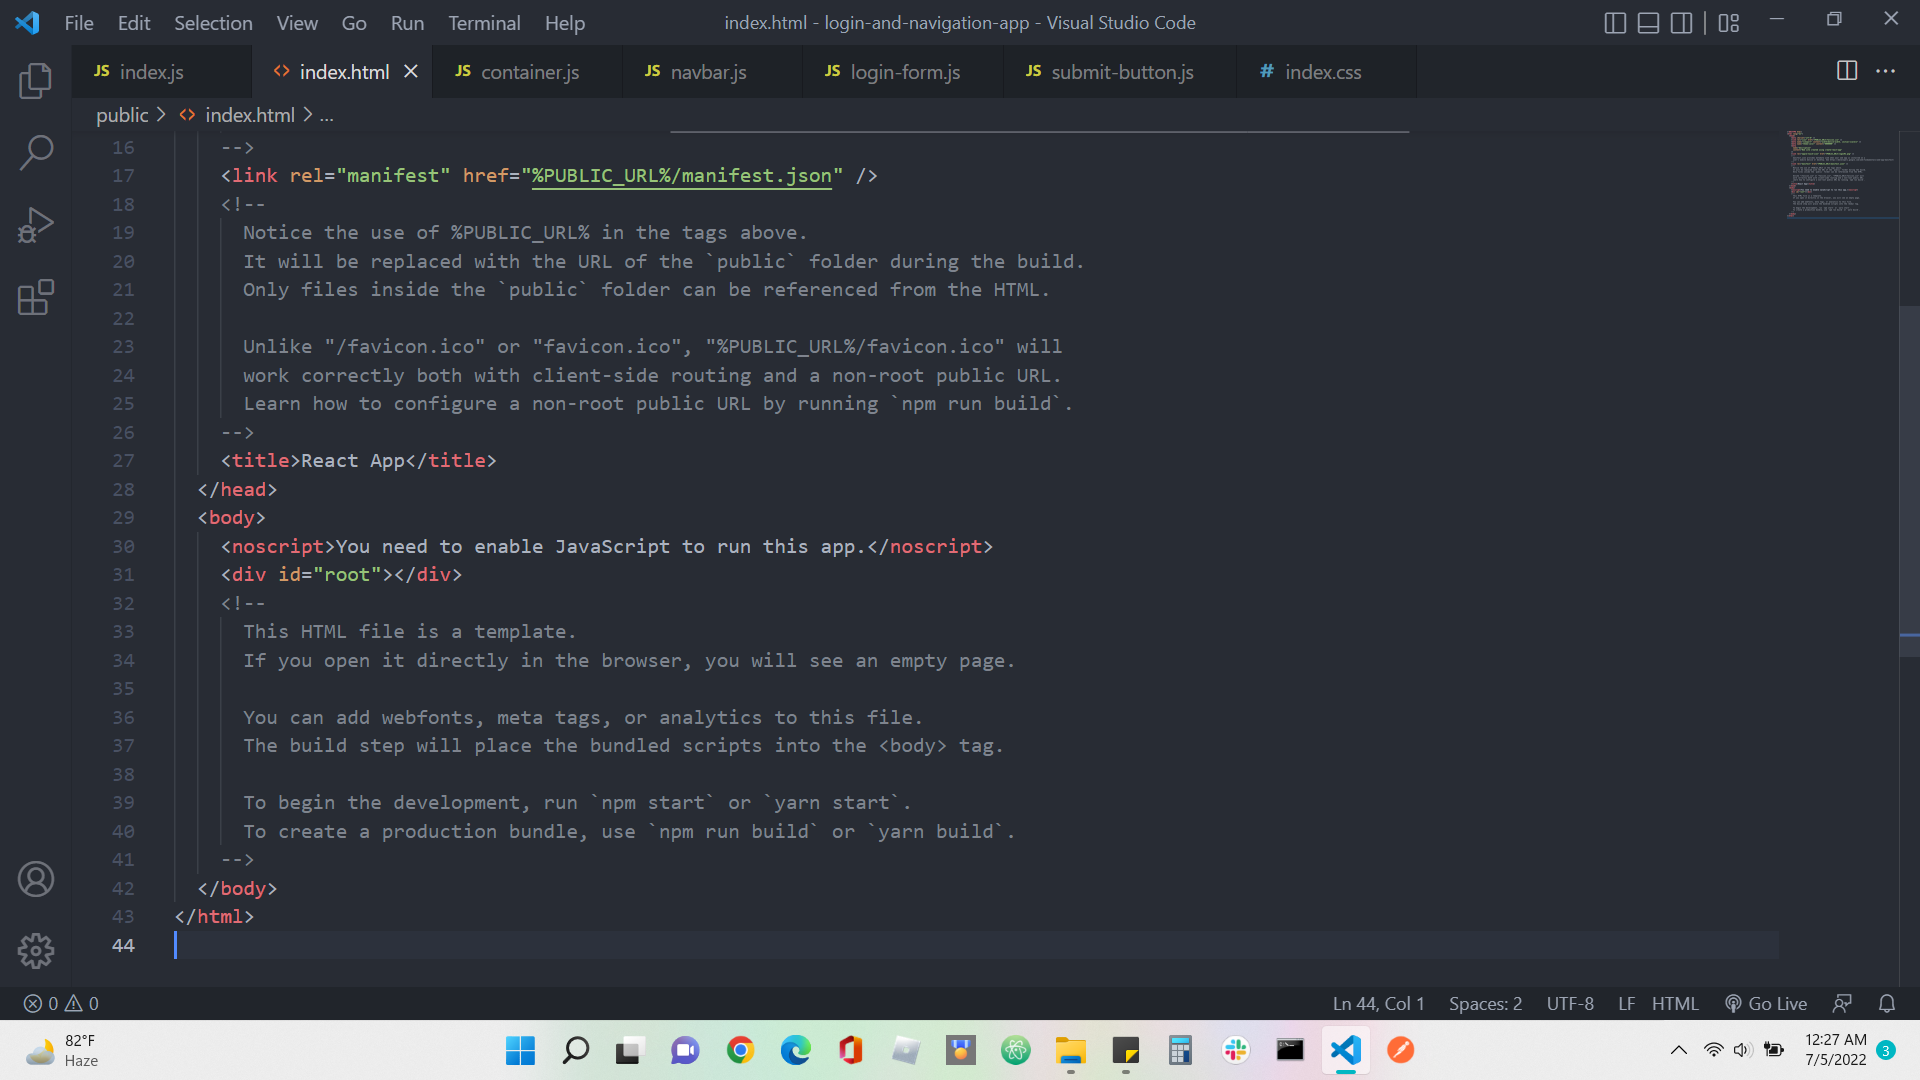 File Edit Selection View Go Run Terminal Help index.html - login-and-navigation-app - Visual Studio Code
JS index.js <> index.html JS container.js JS navbar.js JS login-form.js JS submit-button.js # index.css
public > <> index.html > ...
16 -->
17 <link rel="manifest" href="%PUBLIC_URL%/manifest.json" />
18 <!--
19 Notice the use of %PUBLIC_URL% in the tags above.
20 It will be replaced with the URL of the `public` folder during the build.
21 Only files inside the `public` folder can be referenced from the HTML.
22
23 Unlike "/favicon.ico" or "favicon.ico", "%PUBLIC_URL%/favicon.ico" will
24 work correctly both with client-side routing and a non-root public URL.
25 Learn how to configure a non-root public URL by running `npm run build`.
26 -->
27 <title>React App</title>
28 </head>
29 <body>
30 <noscript>You need to enable JavaScript to run this app.</noscript>
31 <div id="root"></div>
32 <!--
33 This HTML file is a template.
34 If you open it directly in the browser, you will see an empty page.
35
36 You can add webfonts, meta tags, or analytics to this file.
37 The build step will place the bundled scripts into the <body> tag.
38
39 To begin the development, run `npm start` or `yarn start`.
40 To create a production bundle, use `npm run build` or `yarn build`.
41 -->
42 </body>
43 </html>
44
0 0 Ln 44, Col 1 Spaces: 2 UTF-8 LF HTML Go Live
82°F
Haze
12:27 AM
7/5/2022 3